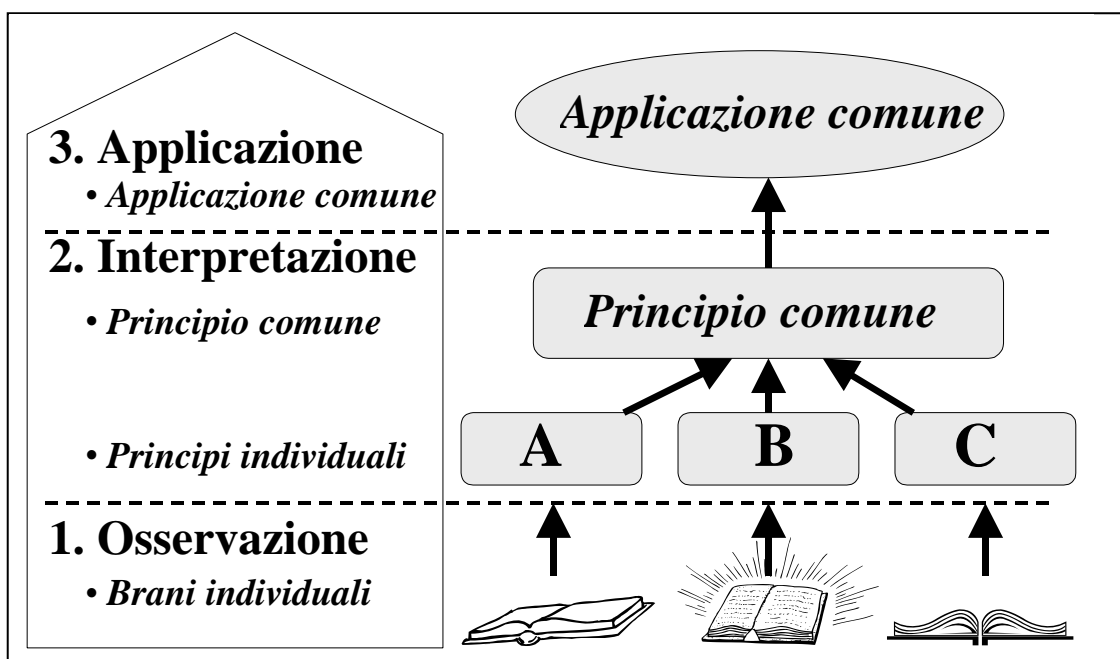 3. Applicazione
• Applicazione comune
2. Interpretazione
• Principio comune
• Principi individuali
1. Osservazione
• Brani individuali
Applicazione comune
Principio comune
A
B
C